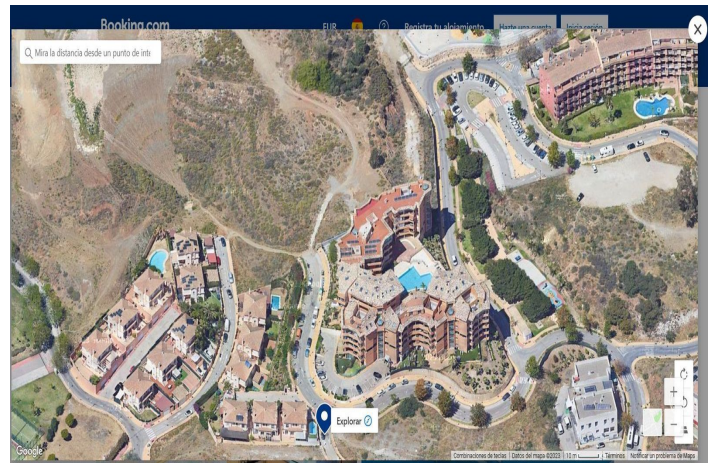 Booking.com
EUR
Registra tu alojamiento
Hazte una cuenta
Inicia sesión
Mira la distancia desde un punto de inte
Explorar
Google
Combinaciones de teclas
Datos del mapa ©2023
10 m
Términos
Notificar un problema de Maps